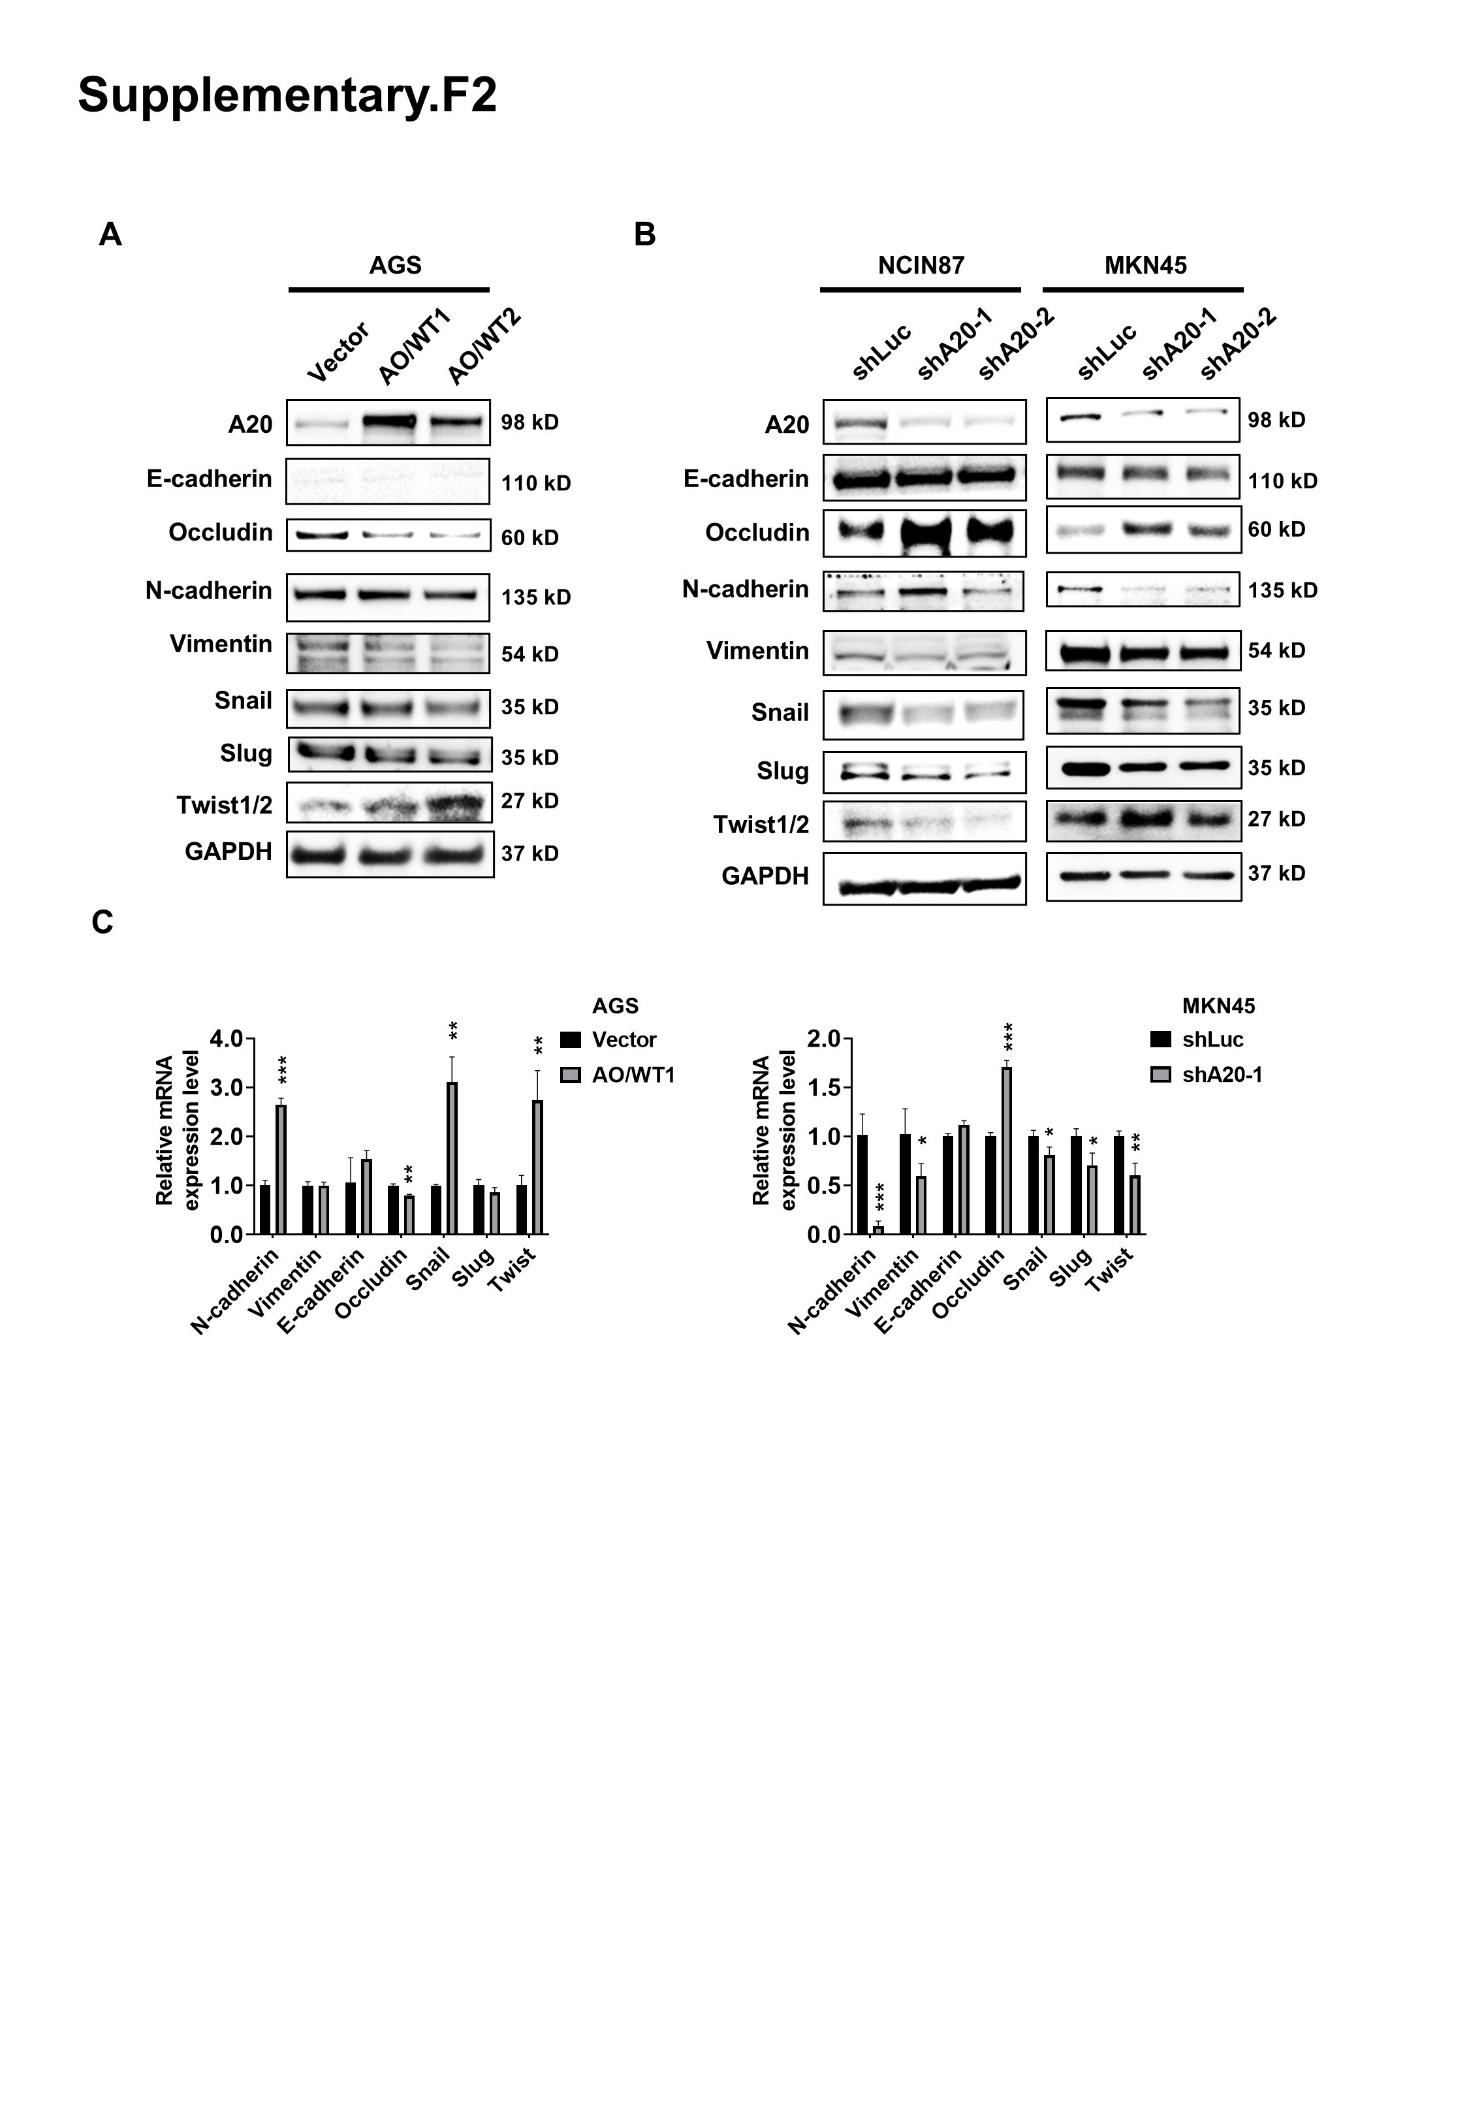 Supplementary.F2
A
AGS
Vector
AO/WT1
AO/WT2
A20
98 kD
E-cadherin
110 kD
Occludin
60 kD
N-cadherin
135 kD
Vimentin
54 kD
Snail
35 kD
Slug
35 kD
Twist1/2
27 kD
GAPDH
37 kD
B
NCIN87
MKN45
shLuc
shA20-1
shA20-2
shLuc
shA20-1
shA20-2
A20
98 kD
E-cadherin
110 kD
Occludin
60 kD
N-cadherin
135 kD
Vimentin
54 kD
Snail
35 kD
Slug
35 kD
Twist1/2
27 kD
GAPDH
37 kD
C
AGS
Vector
AO/WT1
Relative mRNA
expression level
4.0
3.0
2.0
1.0
0.0
***
**
**
**
N-cadherin
Vimentin
E-cadherin
Occludin
Snail
Slug
Twist
MKN45
shLuc
shA20-1
Relative mRNA
expression level
2.0
1.5
1.0
0.5
0.0
***
*
***
*
*
**
N-cadherin
Vimentin
E-cadherin
Occludin
Snail
Slug
Twist